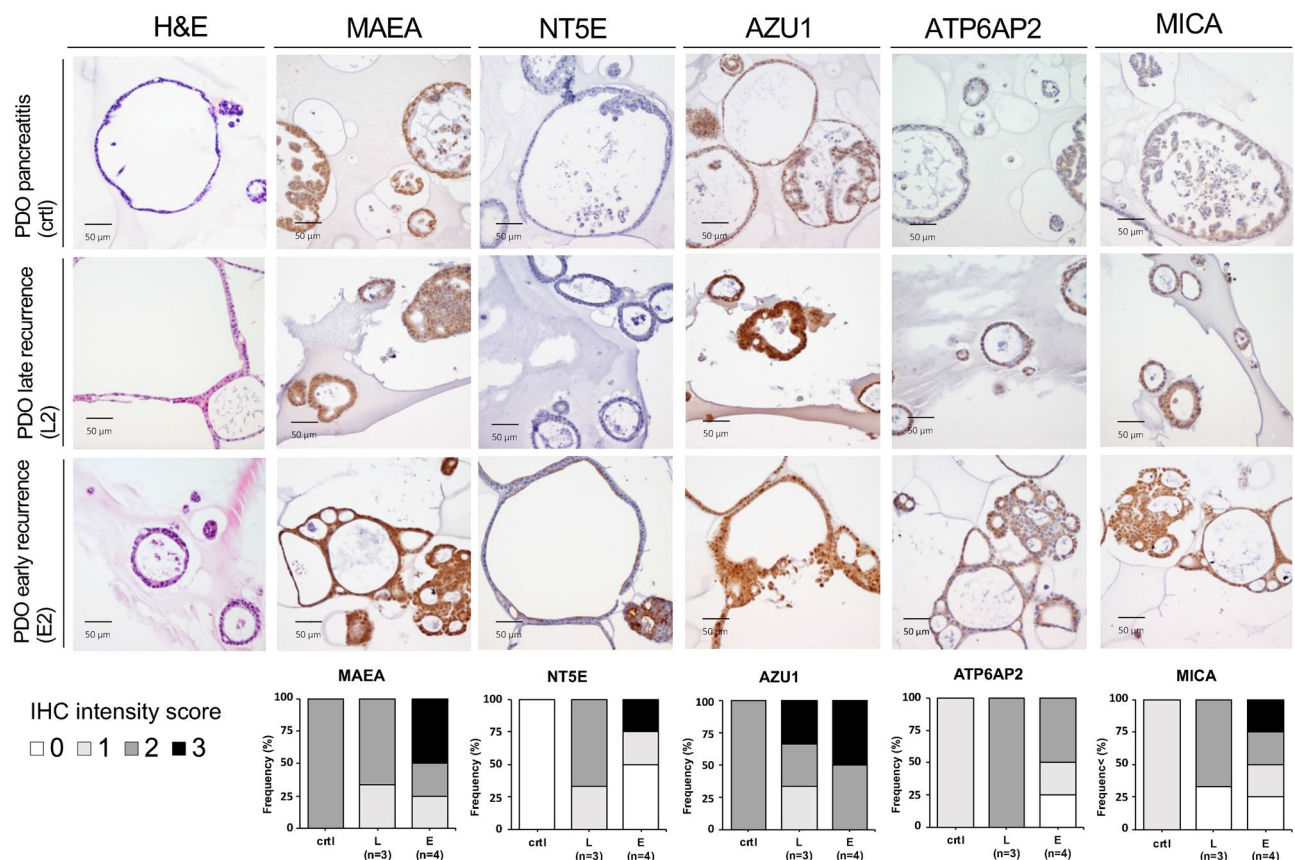 H&E MAEA NT5E AZU1 ATP6AP2 MICA
PDO pancreatitis
(crtl)
50 µm 50 µm 50 µm 50 µm 50 µm 50 µm
PDO late recurrence
(L2)
50 µm 50 µm 50 µm 50 µm 50 µm 50 µm
PDO early recurrence
(E2)
50 µm 50 µm 50 µm 50 µm 50 µm 50 µm
IHC intensity score
0 1 2 3
MAEA
Frequency (%)
100
75
50
25
0
crtl L E
(n=3) (n=4)
NT5E
Frequency (%)
100
75
50
25
0
crtl L E
(n=3) (n=4)
AZU1
Frequency (%)
100
75
50
25
0
crtl L E
(n=3) (n=4)
ATP6AP2
Frequency (%)
100
75
50
25
0
crtl L E
(n=3) (n=4)
MICA
Frequenc< (%)
100
75
50
25
0
crtl L E
(n=3) (n=4)